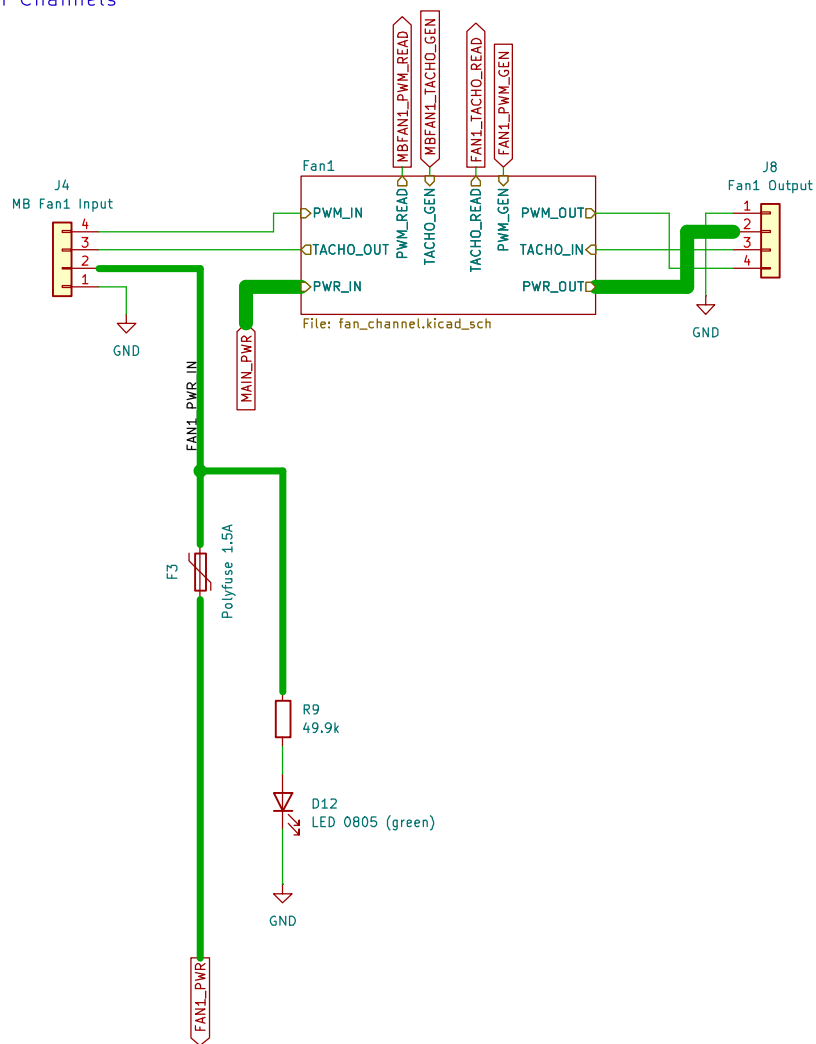 Channels
MBFAN1_PWM_READ
MBFAN1_TACHO_GEN
FAN1_TACHO_READ
FAN1_PWM_GEN
Fan1
J4
MB Fan1 Input
4
3
2
1
GND
PWM_IN
TACHO_OUT
PWR_IN
PWM_READ
TACHO_GEN
TACHO_READ
PWM_GEN
PWM_OUT
TACHO_IN
PWR_OUT
File: fan_channel.kicad_sch
J8
Fan1 Output
1
2
3
4
GND
MAIN_PWR
FAN1_PWR_IN
F3
Polyfuse 1.5A
R9
49.9k
D12
LED 0805 (green)
GND
FAN1_PWR